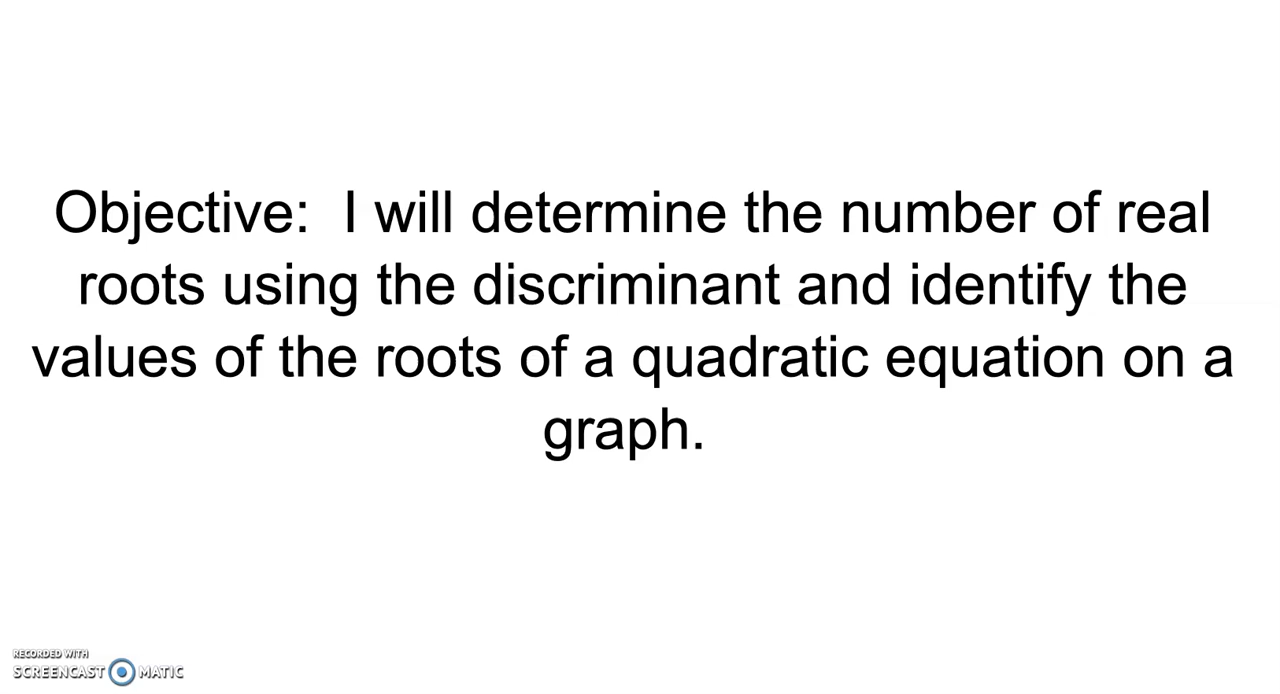 Objective:  I will determine the number of real
roots using the discriminant and identify the
values of the roots of a quadratic equation on a
graph.
RECORDED WITH
SCREENCAST MATIC